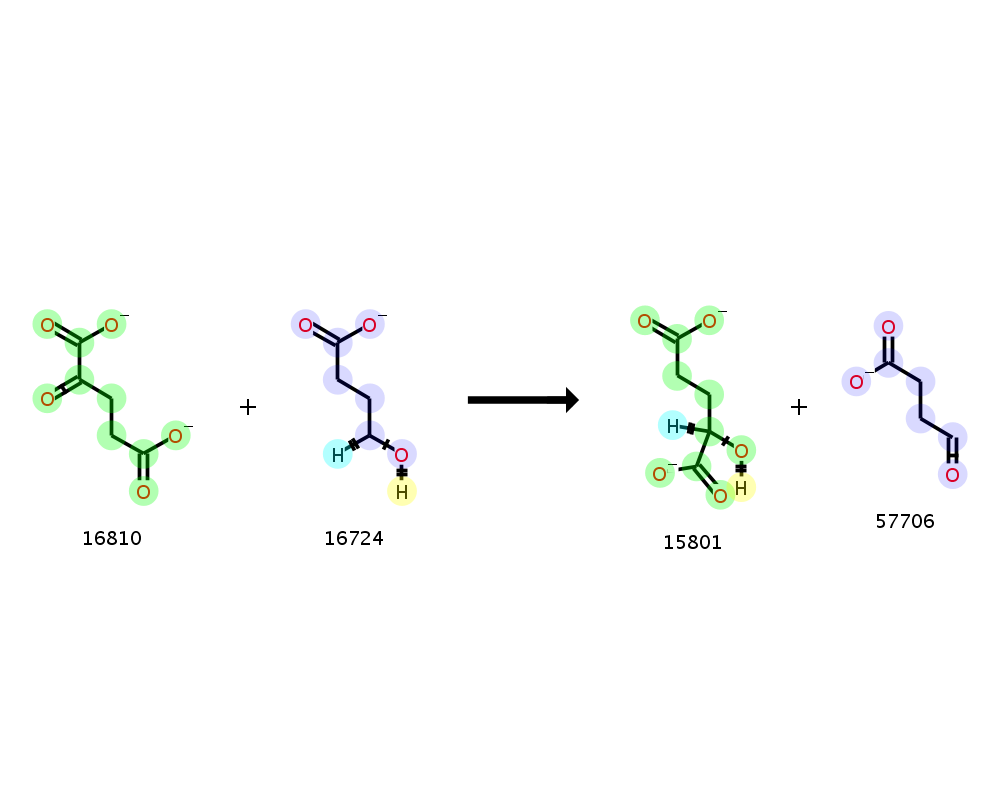 O O⁻ O O⁻ O
+
O O⁻ H O H
O O⁻ H O O⁻ O H
+
O O⁻ O
16810
16724
15801
57706